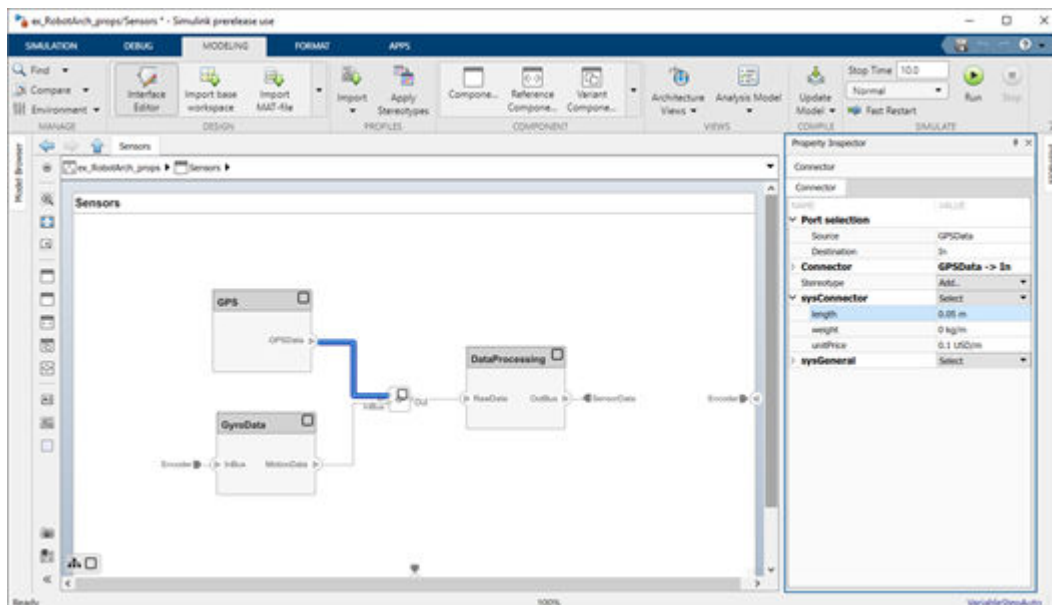 ex_RobotArch_props/Sensors * - Simulink prerelease use
SIMULATION DEBUG MODELING FORMAT APPS
Find
Compare
Environment
Interface Editor
Import base workspace
Import MAT-file
Import
Apply Stereotypes
Compone...
Reference Compone...
Variant Compone...
Architecture Views
Analysis Model
Update Model
Stop Time 10.0
Normal
Fast Restart
Run
Stop
MANAGE DESIGN PROFILES COMPONENT VIEWS COMPILE SIMULATE
Model Browser
Sensors
ex_RobotArch_props Sensors
Sensors
GPS
GPSData
GyroData
Encoder InBus MotionData
InBus Out
DataProcessing
RawData OutBus SensorData
Encoder
Property Inspector
Connector
Connector
NAME VALUE
Port selection
Source GPSData
Destination In
Connector GPSData -> In
Stereotype Add..
sysConnector Select
length 0.05 m
weight 0 kg/m
unitPrice 0.1 USD/m
sysGeneral Select
Ready 100% VariableStepAuto